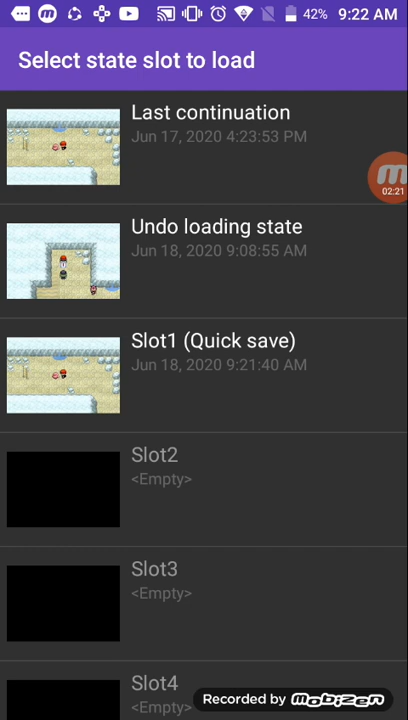 42% 9:22 AM
Select state slot to load
Last continuation
Jun 17, 2020 4:23:53 PM
02:21
Undo loading state
Jun 18, 2020 9:08:55 AM
Slot1 (Quick save)
Jun 18, 2020 9:21:40 AM
Slot2
<Empty>
Slot3
<Empty>
Slot4
<Empty>
Recorded by mobizen